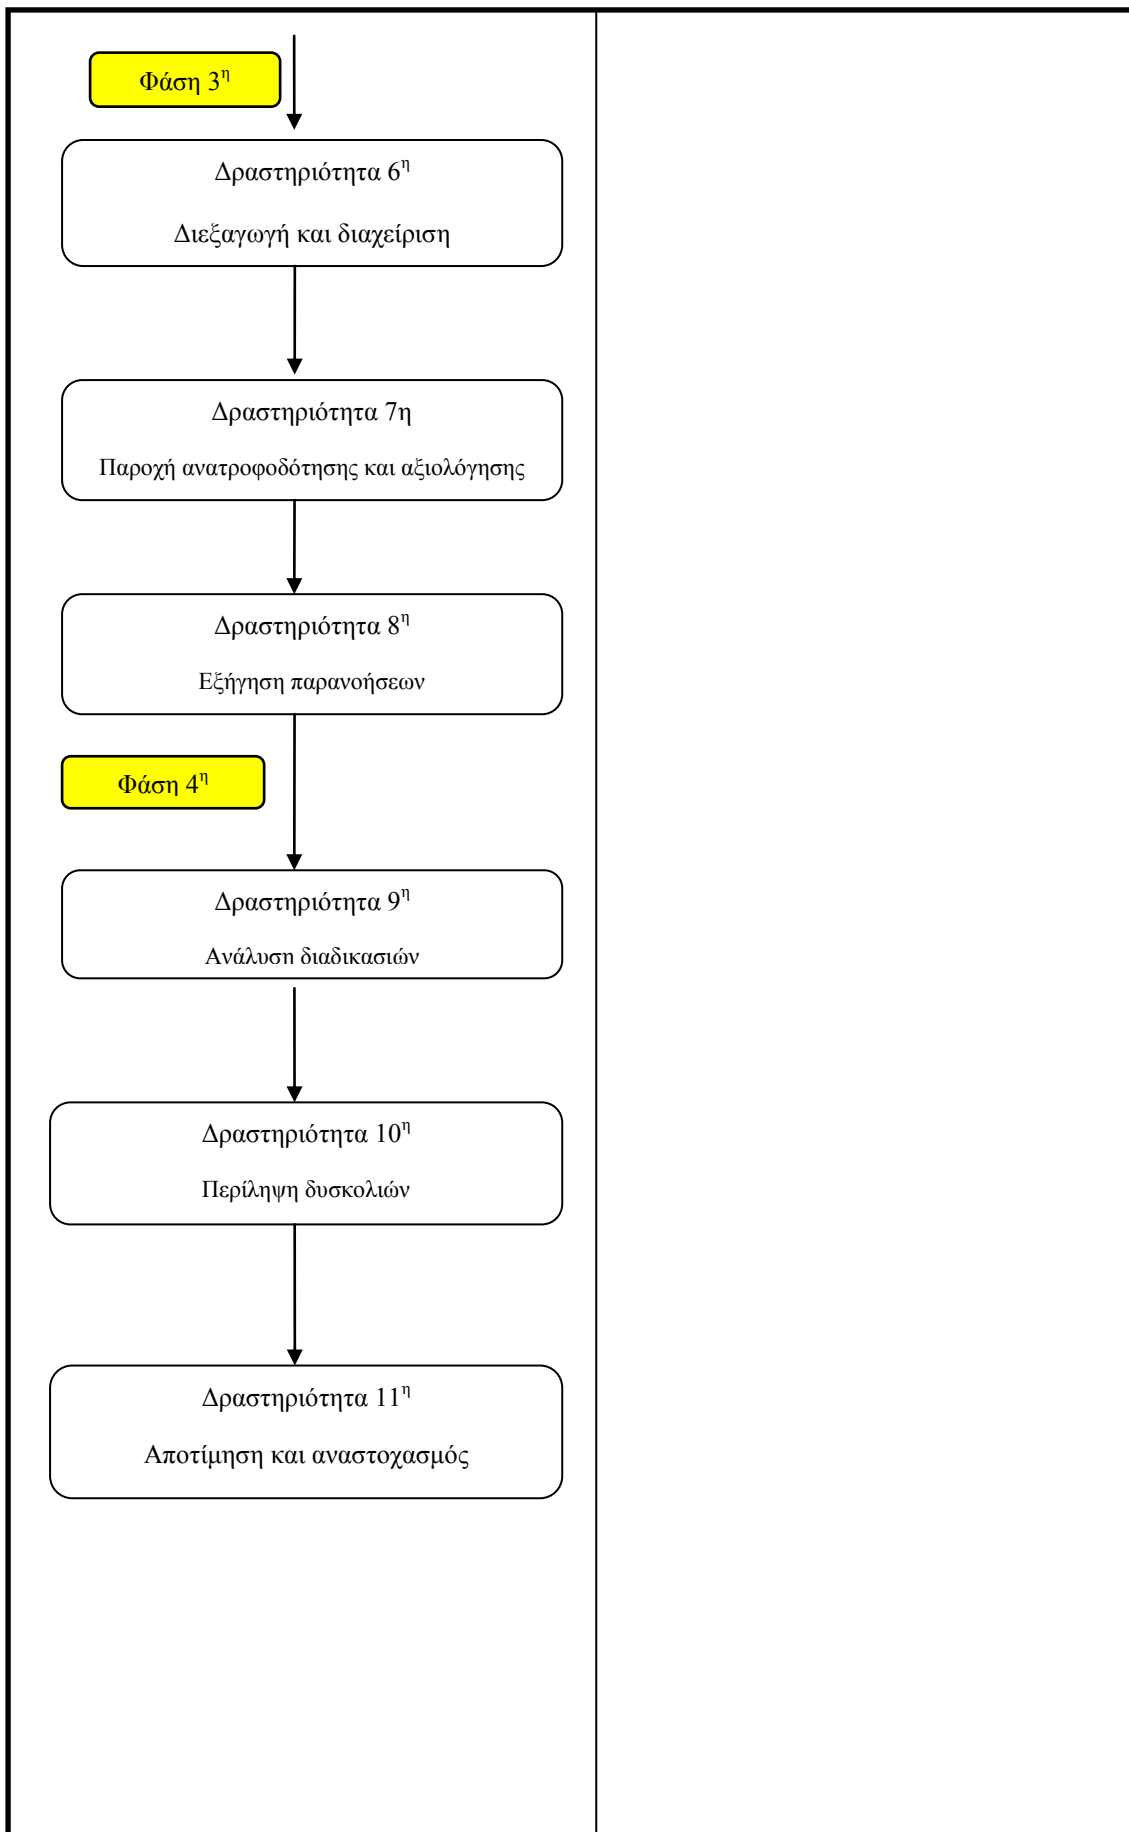 Φάση 3η
Δραστηριότητα 6η
Διεξαγωγή και διαχείριση
Δραστηριότητα 7η
Παροχή ανατροφοδότησης και αξιολόγησης
Δραστηριότητα 8η
Εξήγηση παρανοήσεων
Φάση 4η
Δραστηριότητα 9η
Ανάλυση διαδικασιών
Δραστηριότητα 10η
Περίληψη δυσκολιών
Δραστηριότητα 11η
Αποτίμηση και αναστοχασμός